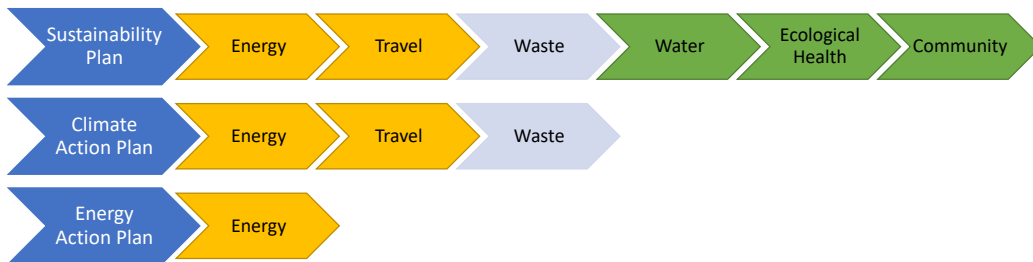 Sustainability
Plan
Energy
Travel
Waste
Water
Ecological
Health
Community
Climate
Action Plan
Energy
Travel
Waste
Energy
Action Plan
Energy